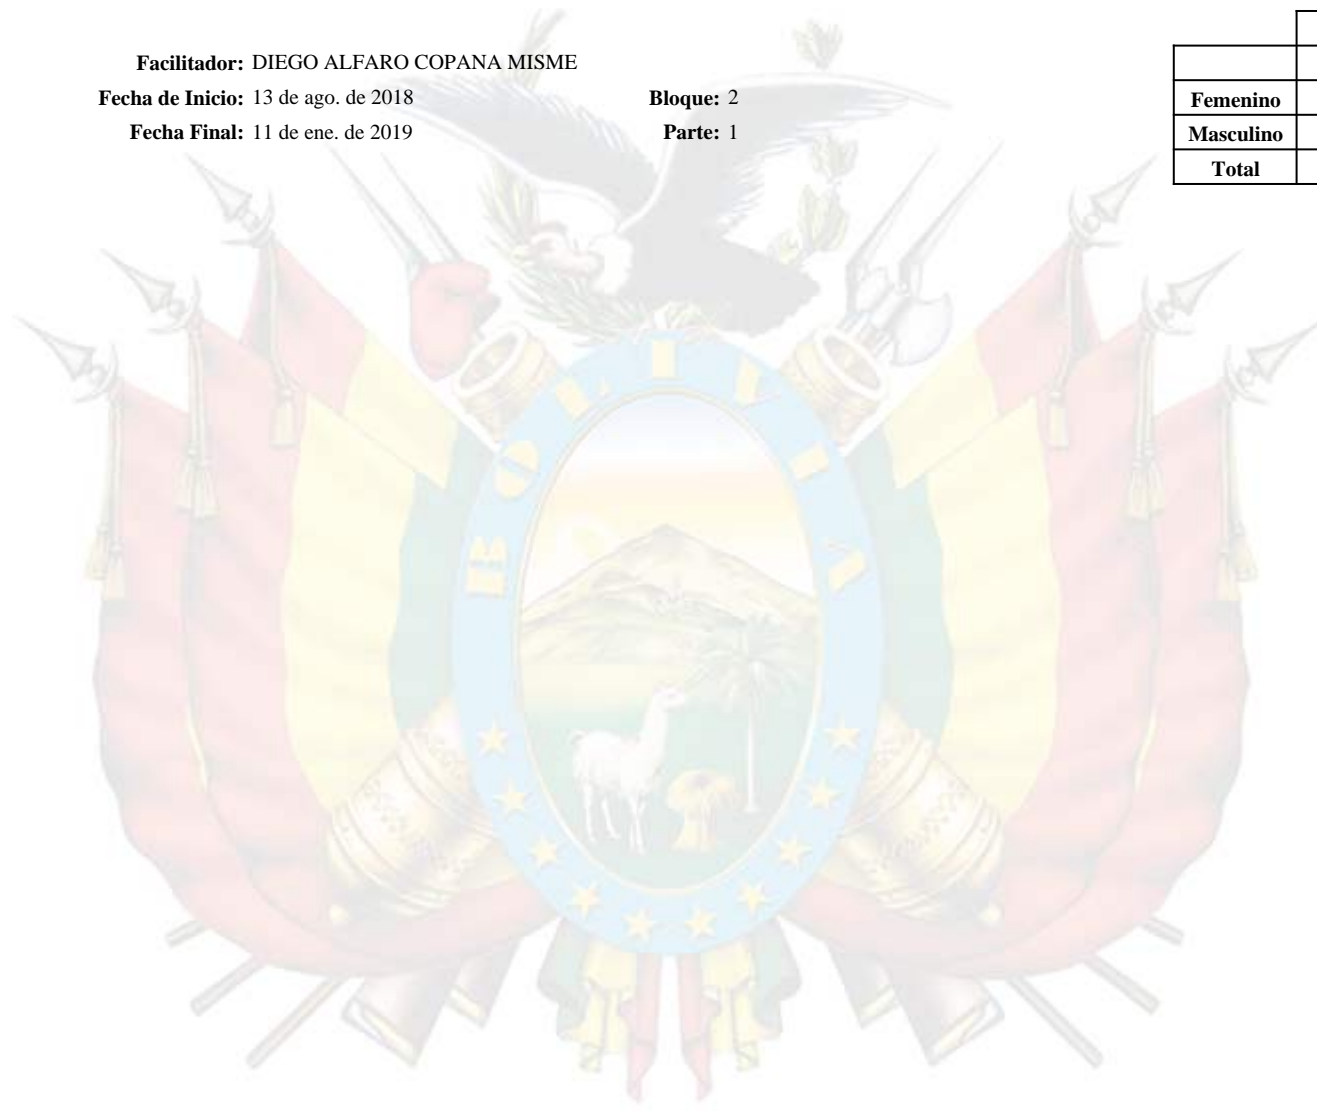 Facilitador: DIEGO ALFARO COPANA MISME
Fecha de Inicio: 13 de ago. de 2018 Bloque: 2
Fecha Final: 11 de ene. de 2019 Parte: 1
Femenino
Masculino
Total
BOLIVIA